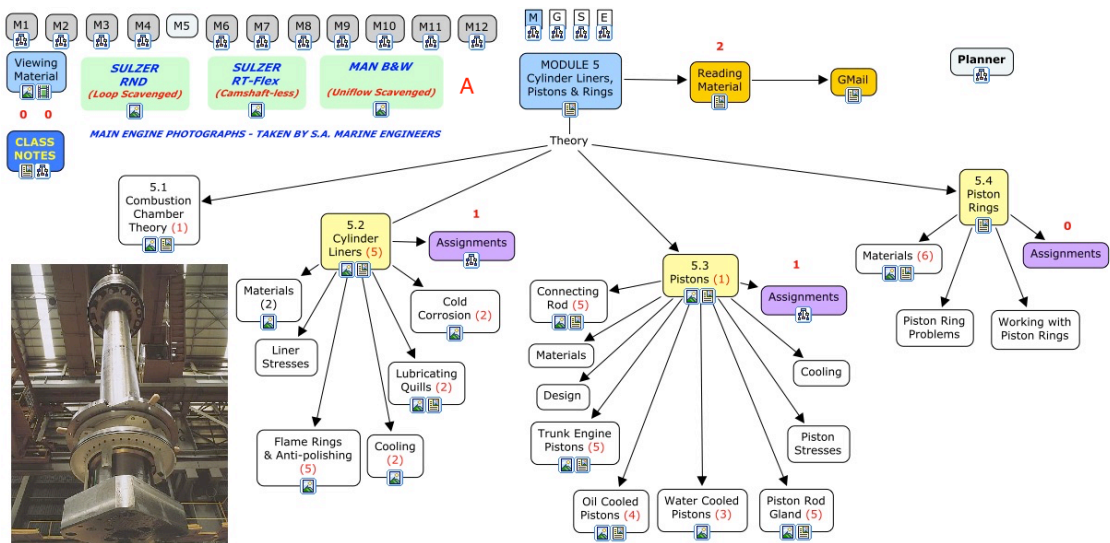 M1
M2
M3
M4
M5
M6
M7
M8
M9
M10
M11
M12
M
G
S
E
Viewing
Material
0 0
SULZER
RND
(Loop Scavenged)
SULZER
RT-Flex
(Camshaft-less)
MAN B&W
(Uniflow Scavenged)
A
MODULE 5
Cylinder Liners,
Pistons & Rings
2
Reading
Material
GMail
Planner
MAIN ENGINE PHOTOGRAPHS - TAKEN BY S.A. MARINE ENGINEERS
CLASS
NOTES
Theory
5.1
Combustion
Chamber
Theory (1)
5.2
Cylinder
Liners (5)
1
Assignments
Materials
(2)
Liner
Stresses
Flame Rings
& Anti-polishing
(5)
Cooling
(2)
Lubricating
Quills (2)
Cold
Corrosion (2)
5.3
Pistons (1)
1
Assignments
Connecting
Rod (5)
Materials
Design
Trunk Engine
Pistons (5)
Oil Cooled
Pistons (4)
Water Cooled
Pistons (3)
Piston Rod
Gland (5)
Piston
Stresses
Cooling
5.4
Piston
Rings
0
Assignments
Materials (6)
Piston Ring
Problems
Working with
Piston Rings